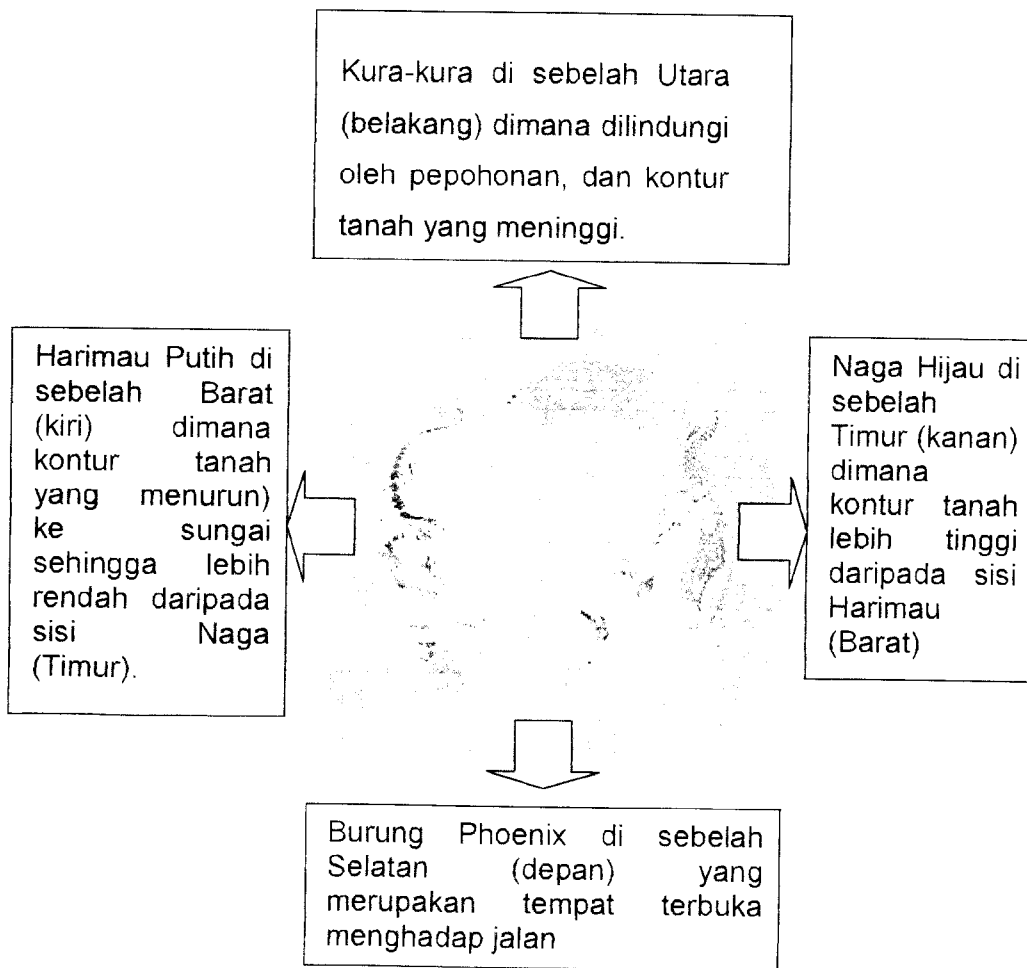 Kura-kura di sebelah Utara
(belakang) dimana dilindungi
oleh pepohonan, dan kontur
tanah yang meninggi.
Harimau Putih di
sebelah Barat
(kiri) dimana
kontur tanah
yang menurun)
ke sungai
sehingga lebih
rendah daripada
sisi Naga
(Timur).
Naga Hijau di
sebelah
Timur (kanan)
dimana
kontur tanah
lebih tinggi
daripada sisi
Harimau
(Barat)
Burung Phoenix di sebelah
Selatan (depan) yang
merupakan tempat terbuka
menghadap jalan